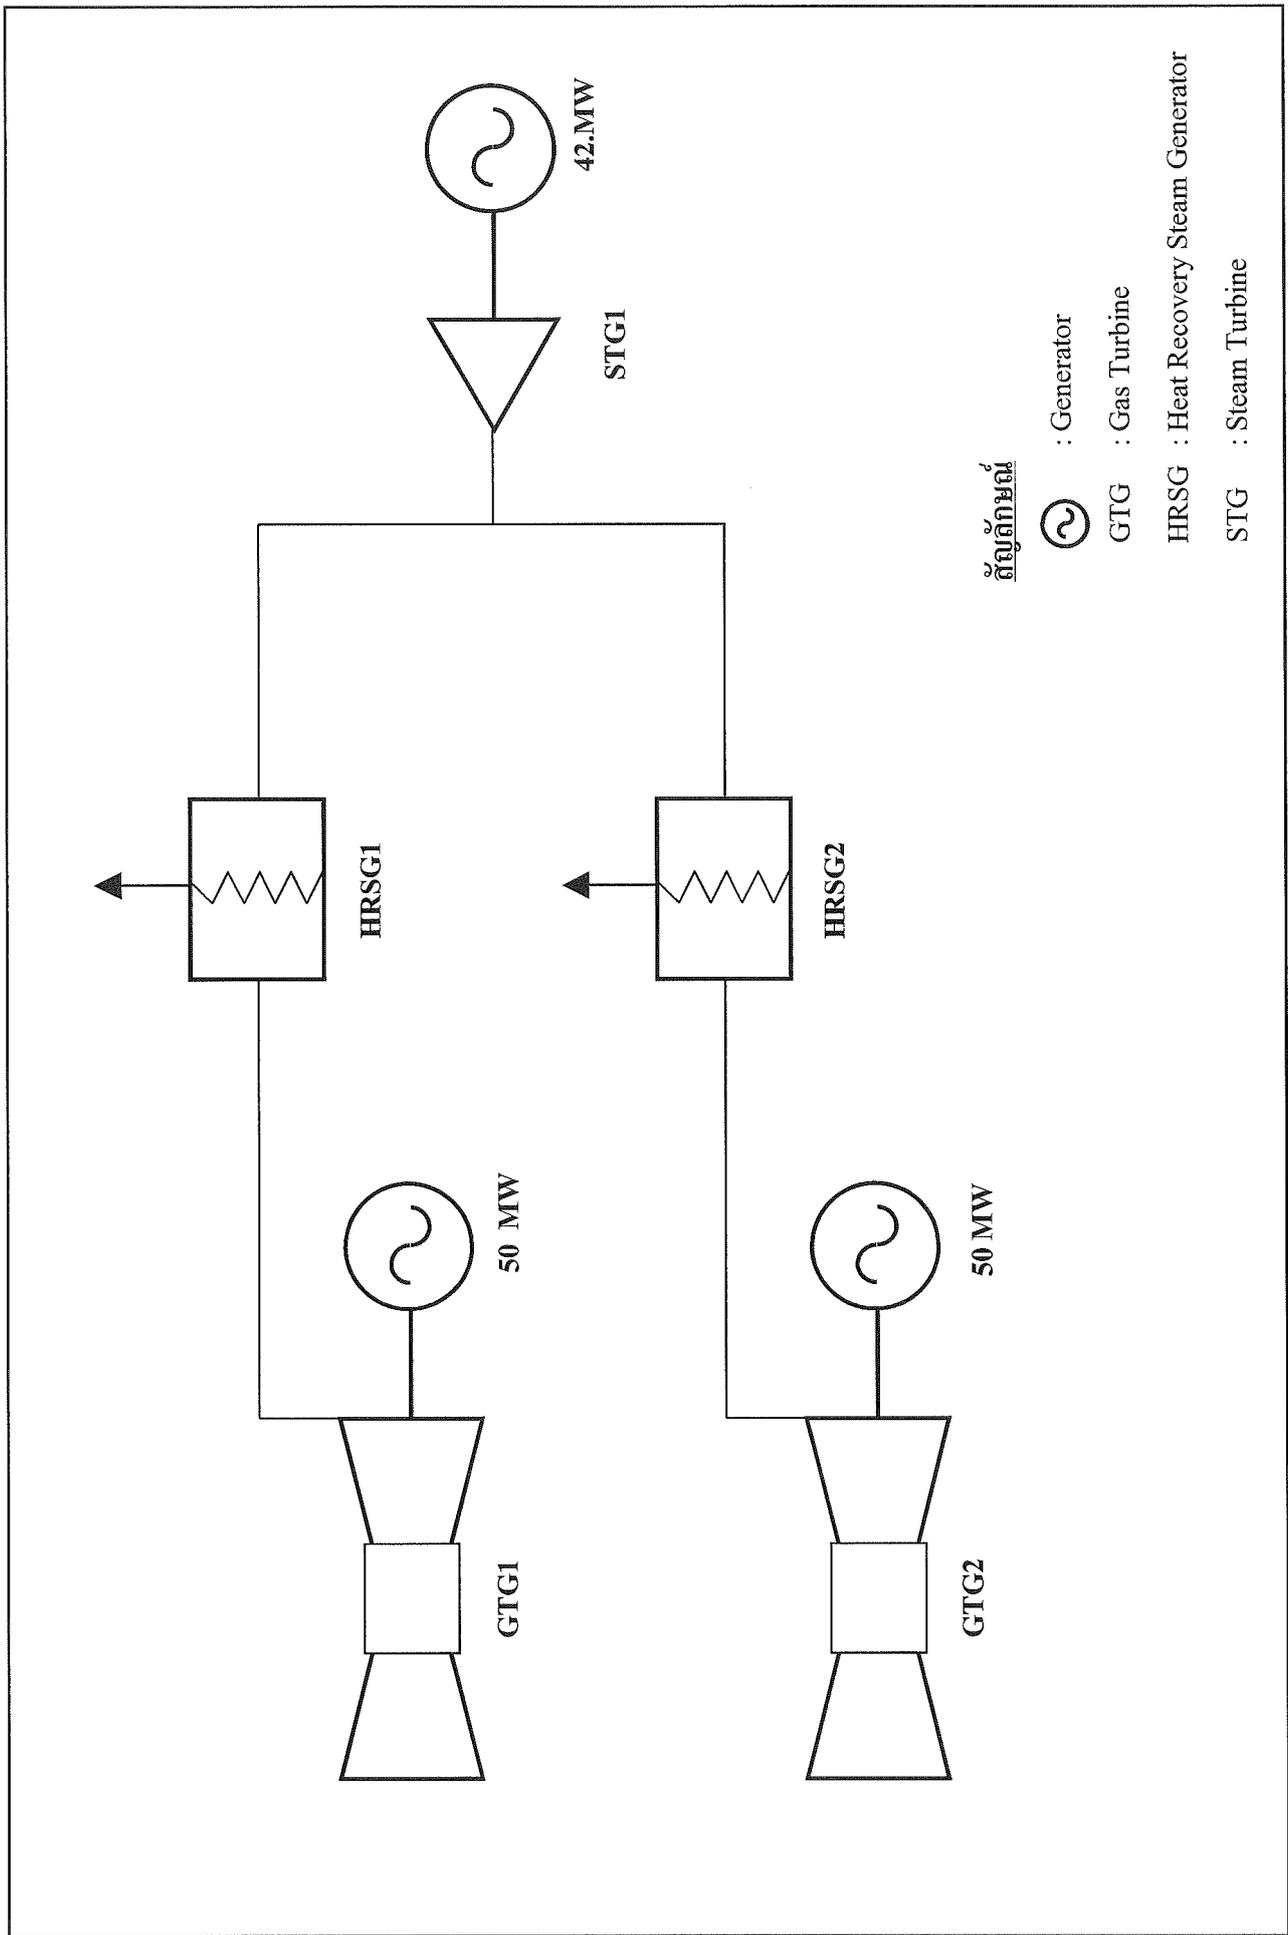 HRSG1
GTG1
50 MW
42.MW
STG1
HRSG2
GTG2
50 MW
สัญลักษณ์
: Generator
GTG : Gas Turbine
HRSG : Heat Recovery Steam Generator
STG : Steam Turbine